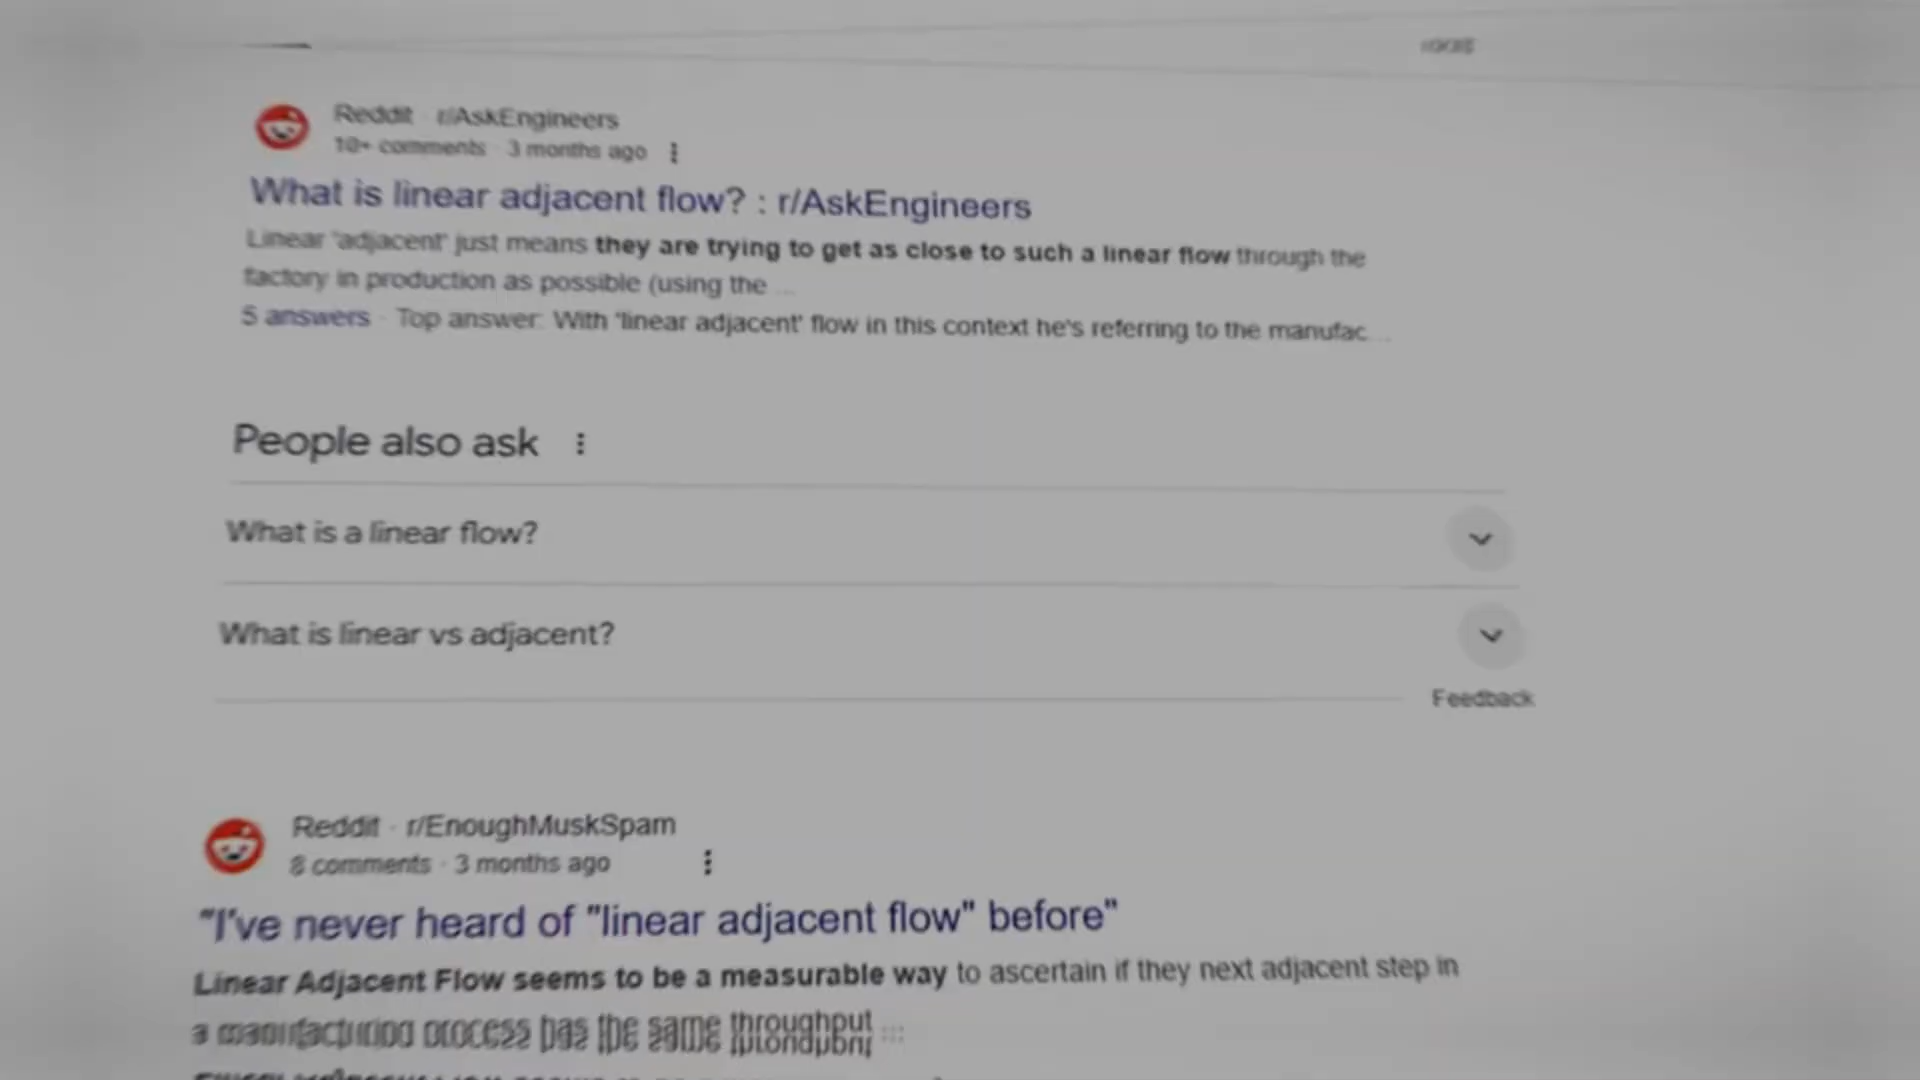 Reddit · r/AskEngineers
10+ comments · 3 months ago
What is linear adjacent flow? : r/AskEngineers
Linear 'adjacent' just means they are trying to get as close to such a linear flow through the
factory in production as possible (using the ...
5 answers · Top answer: With 'linear adjacent' flow in this context he's referring to the manufac...
People also ask
What is a linear flow?
What is linear vs adjacent?
Feedback
Reddit · r/EnoughMuskSpam
8 comments · 3 months ago
"I've never heard of "linear adjacent flow" before"
Linear Adjacent Flow seems to be a measurable way to ascertain if they next adjacent step in
a manufacturing process has the same throughput ...